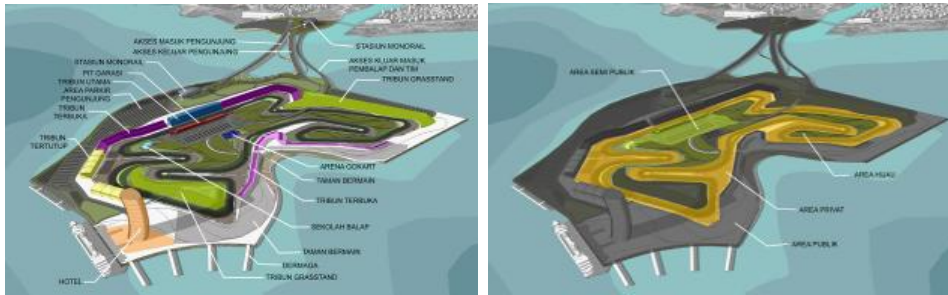 AKSES MASUK PENGUNJUNG
AKSES KELUAR PENGUNJUNG
STASIUN MONORAIL
STASIUN MONORAIL
PIT GARASI
TRIBUN UTAMA
AREA PARKIR
PENGUNJUNG
TRIBUN
TERBUKA
TRIBUN
TERTUTUP
AKSES KLUAR MASUK
PEMBALAP DAN TIM
TRIBUN GRASSTAND
ARENA GOKART
TAMAN BERMAIN
TRIBUN TERBUKA
SEKOLAH BALAP
TAMAN BERMAIN
DERMAGA
TRIBUN GRASSTAND
HOTEL
AREA SEMI PUBLIK
AREA HIJAU
AREA PRIVAT
AREA PUBLIK